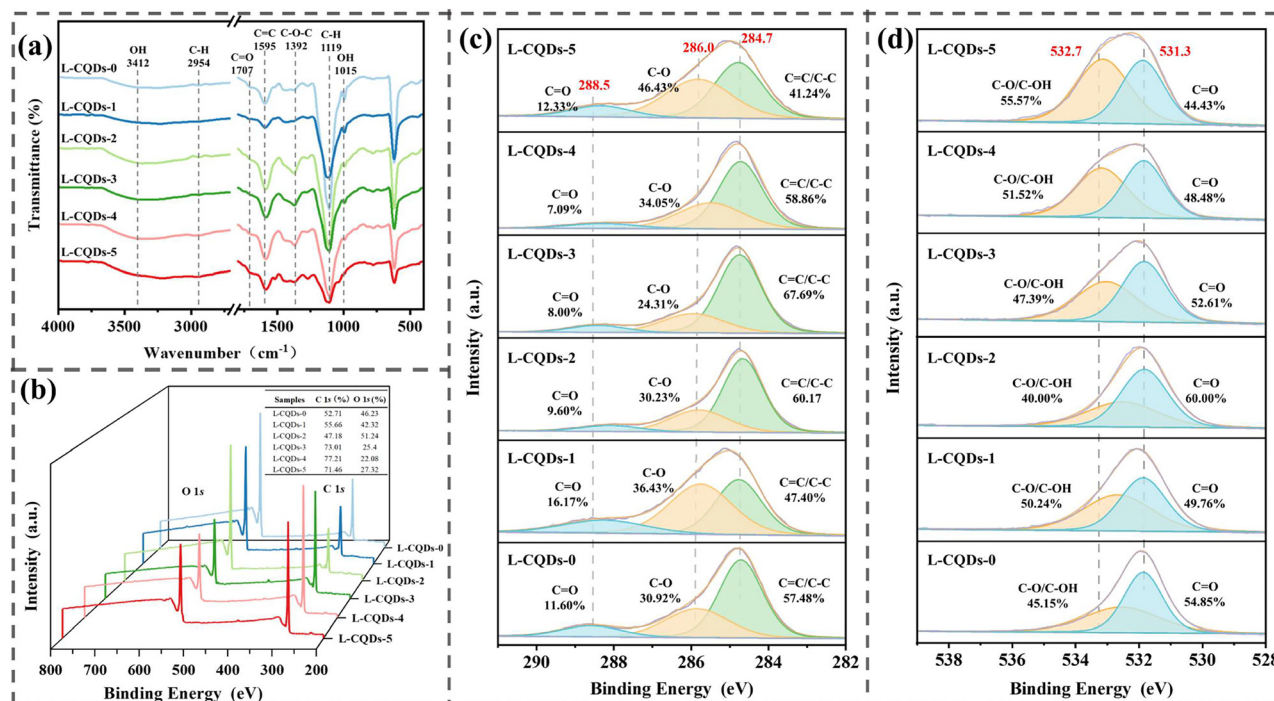 (a)
OH
3412
C-H
2954
C=O
1707
C=C
1595
C-O-C
1392
C-H
1119
OH
1015
L-CQDs-0
L-CQDs-1
L-CQDs-2
L-CQDs-3
L-CQDs-4
L-CQDs-5
Transmittance (%)
4000 3500 3000 1500 1000 500
Wavenumber (cm⁻¹)
(b)
Samples C 1s (%) O 1s (%)
L-CQDs-0 52.71 46.23
L-CQDs-1 55.66 42.32
L-CQDs-2 47.18 51.24
L-CQDs-3 73.01 25.4
L-CQDs-4 77.21 22.08
L-CQDs-5 71.46 27.32
O 1s
C 1s
L-CQDs-0
L-CQDs-1
L-CQDs-2
L-CQDs-3
L-CQDs-4
L-CQDs-5
Intensity (a.u.)
800 700 600 500 400 300 200
Binding Energy (eV)
(c)
L-CQDs-5
288.5
286.0
284.7
C=O
12.33%
C-O
46.43%
C=C/C-C
41.24%
L-CQDs-4
C=O
7.09%
C-O
34.05%
C=C/C-C
58.86%
L-CQDs-3
C=O
8.00%
C-O
24.31%
C=C/C-C
67.69%
L-CQDs-2
C=O
9.60%
C-O
30.23%
C=C/C-C
60.17
L-CQDs-1
C=O
16.17%
C-O
36.43%
C=C/C-C
47.40%
L-CQDs-0
C=O
11.60%
C-O
30.92%
C=C/C-C
57.48%
Intensity (a.u.)
290 288 286 284 282
Binding Energy (eV)
(d)
L-CQDs-5
532.7
531.3
C-O/C-OH
55.57%
C=O
44.43%
L-CQDs-4
C-O/C-OH
51.52%
C=O
48.48%
L-CQDs-3
C-O/C-OH
47.39%
C=O
52.61%
L-CQDs-2
C-O/C-OH
40.00%
C=O
60.00%
L-CQDs-1
C-O/C-OH
50.24%
C=O
49.76%
L-CQDs-0
C-O/C-OH
45.15%
C=O
54.85%
Intensity (a.u.)
538 536 534 532 530 528
Binding Energy (eV)